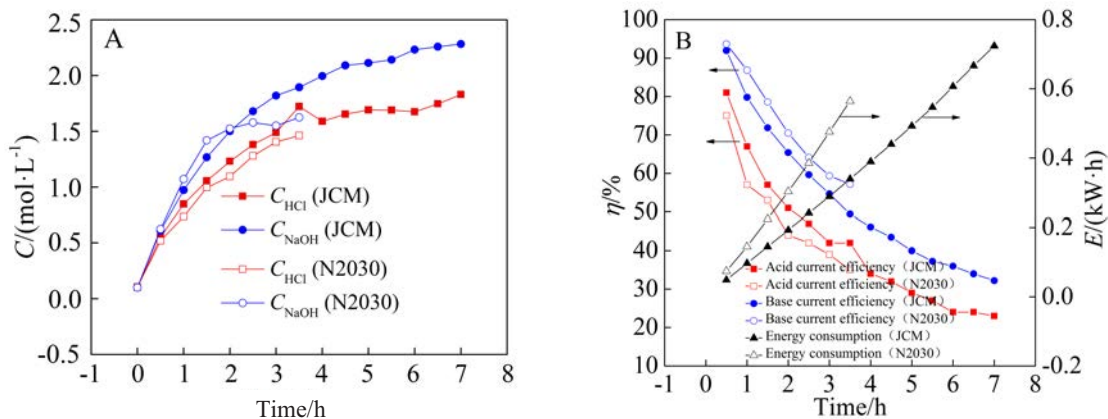 A
C/(mol·L⁻¹)
2.5
2.0
1.5
1.0
0.5
0.0
-0.5
C_HCl (JCM)
C_NaOH (JCM)
C_HCl (N2030)
C_NaOH (N2030)
-1 0 1 2 3 4 5 6 7 8
Time/h
B
η/%
100%
90
80
70
60
50
40
30
20
10
Acid current efficiency（JCM）
Acid current efficiency（N2030）
Base current efficiency（JCM）
Base current efficiency（N2030）
Energy consumption（JCM）
Energy consumption（N2030）
0.8
0.6
0.4
0.2
0.0
-0.2
E/(kW·h)
-1 0 1 2 3 4 5 6 7 8
Time/h